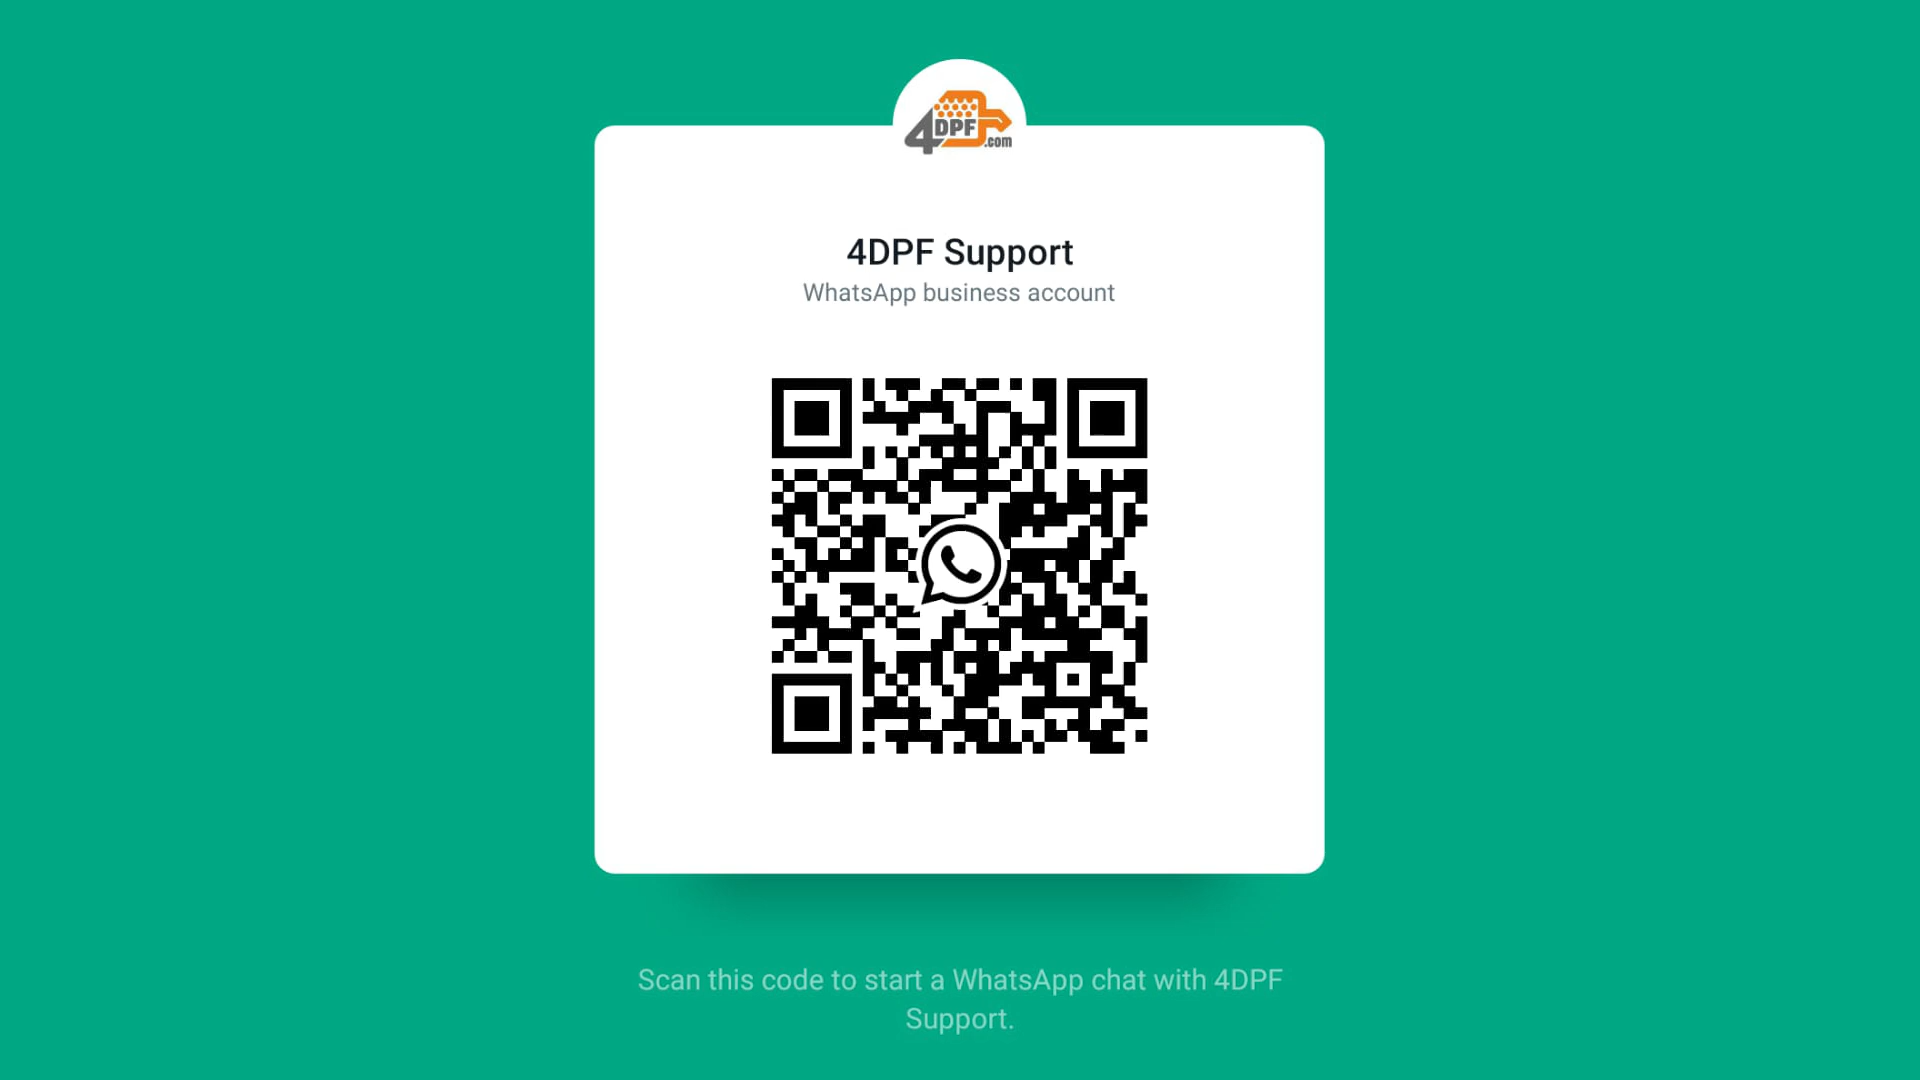 4DPF.com
4DPF Support
WhatsApp business account
Scan this code to start a WhatsApp chat with 4DPF
Support.